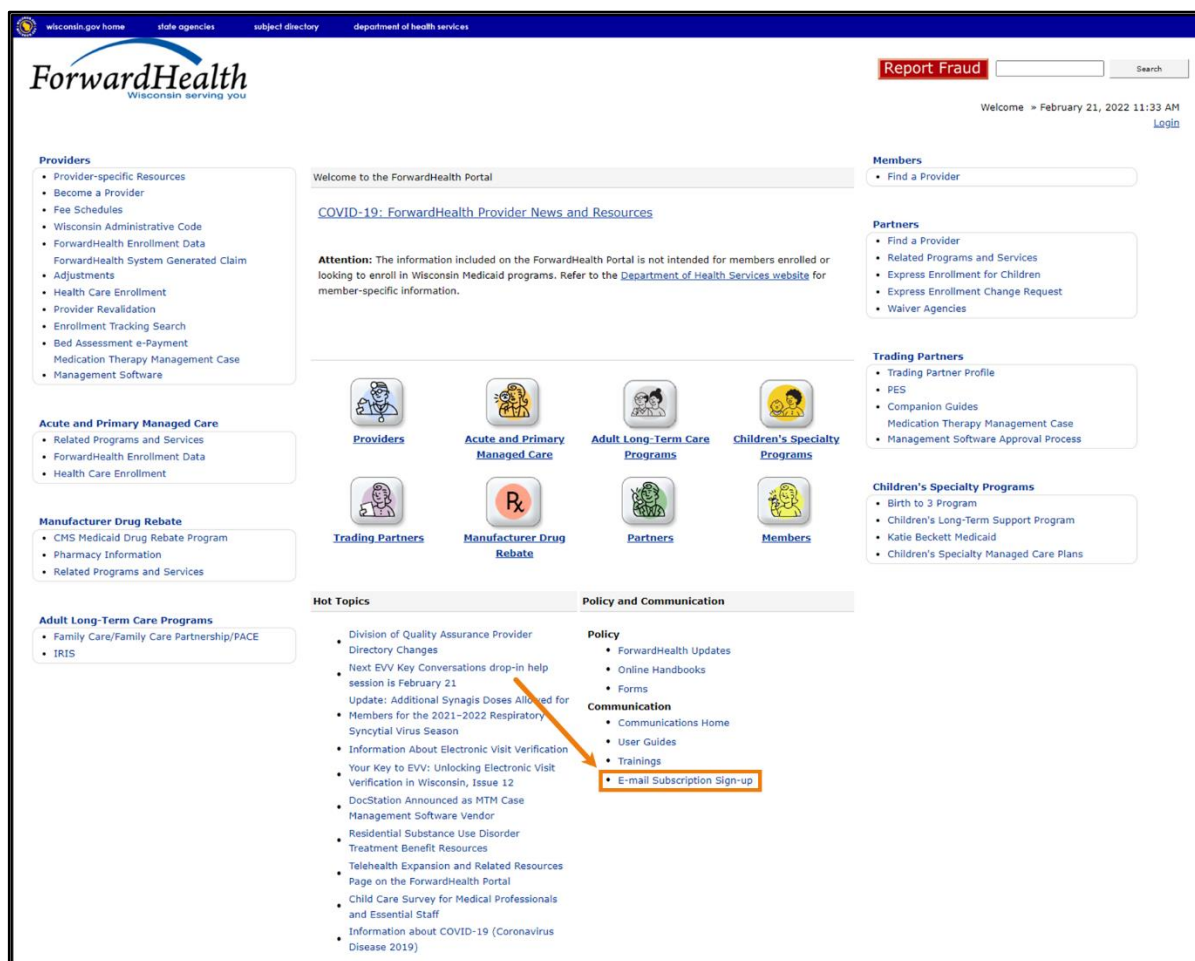 wisconsin.gov home state agencies subject directory department of health services
ForwardHealth
Wisconsin serving you
Report Fraud
Search
Welcome » February 21, 2022 11:33 AM
Login
Providers
• Provider-specific Resources
• Become a Provider
• Fee Schedules
• Wisconsin Administrative Code
• ForwardHealth Enrollment Data
ForwardHealth System Generated Claim
• Adjustments
• Health Care Enrollment
• Provider Revalidation
• Enrollment Tracking Search
• Bed Assessment e-Payment
Medication Therapy Management Case
• Management Software
Acute and Primary Managed Care
• Related Programs and Services
• ForwardHealth Enrollment Data
• Health Care Enrollment
Manufacturer Drug Rebate
• CMS Medicaid Drug Rebate Program
• Pharmacy Information
• Related Programs and Services
Adult Long-Term Care Programs
• Family Care/Family Care Partnership/PACE
• IRIS
Welcome to the ForwardHealth Portal
COVID-19: ForwardHealth Provider News and Resources
Attention: The information included on the ForwardHealth Portal is not intended for members enrolled or
looking to enroll in Wisconsin Medicaid programs. Refer to the Department of Health Services website for
member-specific information.
Providers
Acute and Primary
Managed Care
Adult Long-Term Care
Programs
Children's Specialty
Programs
Trading Partners
Rx
Manufacturer Drug
Rebate
Partners
Members
Hot Topics
• Division of Quality Assurance Provider
Directory Changes
• Next EVV Key Conversations drop-in help
session is February 21
Update: Additional Synagis Doses Allowed for
• Members for the 2021–2022 Respiratory
Syncytial Virus Season
• Information About Electronic Visit Verification
• Your Key to EVV: Unlocking Electronic Visit
Verification in Wisconsin, Issue 12
• DocStation Announced as MTM Case
Management Software Vendor
• Residential Substance Use Disorder
Treatment Benefit Resources
• Telehealth Expansion and Related Resources
Page on the ForwardHealth Portal
• Child Care Survey for Medical Professionals
and Essential Staff
• Information about COVID-19 (Coronavirus
Disease 2019)
Policy and Communication
Policy
• ForwardHealth Updates
• Online Handbooks
• Forms
Communication
• Communications Home
• User Guides
• Trainings
• E-mail Subscription Sign-up
Members
• Find a Provider
Partners
• Find a Provider
• Related Programs and Services
• Express Enrollment for Children
• Express Enrollment Change Request
• Waiver Agencies
Trading Partners
• Trading Partner Profile
• PES
• Companion Guides
Medication Therapy Management Case
• Management Software Approval Process
Children's Specialty Programs
• Birth to 3 Program
• Children's Long-Term Support Program
• Katie Beckett Medicaid
• Children's Specialty Managed Care Plans